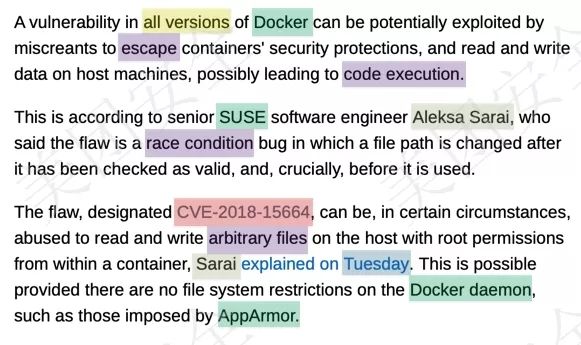 A vulnerability in all versions of Docker can be potentially exploited by
miscreants to escape containers' security protections, and read and write
data on host machines, possibly leading to code execution.
This is according to senior SUSE software engineer Aleksa Sarai, who
said the flaw is a race condition bug in which a file path is changed after
it has been checked as valid, and, crucially, before it is used.
The flaw, designated CVE-2018-15664, can be, in certain circumstances,
abused to read and write arbitrary files on the host with root permissions
from within a container, Sarai explained on Tuesday. This is possible
provided there are no file system restrictions on the Docker daemon,
such as those imposed by AppArmor.